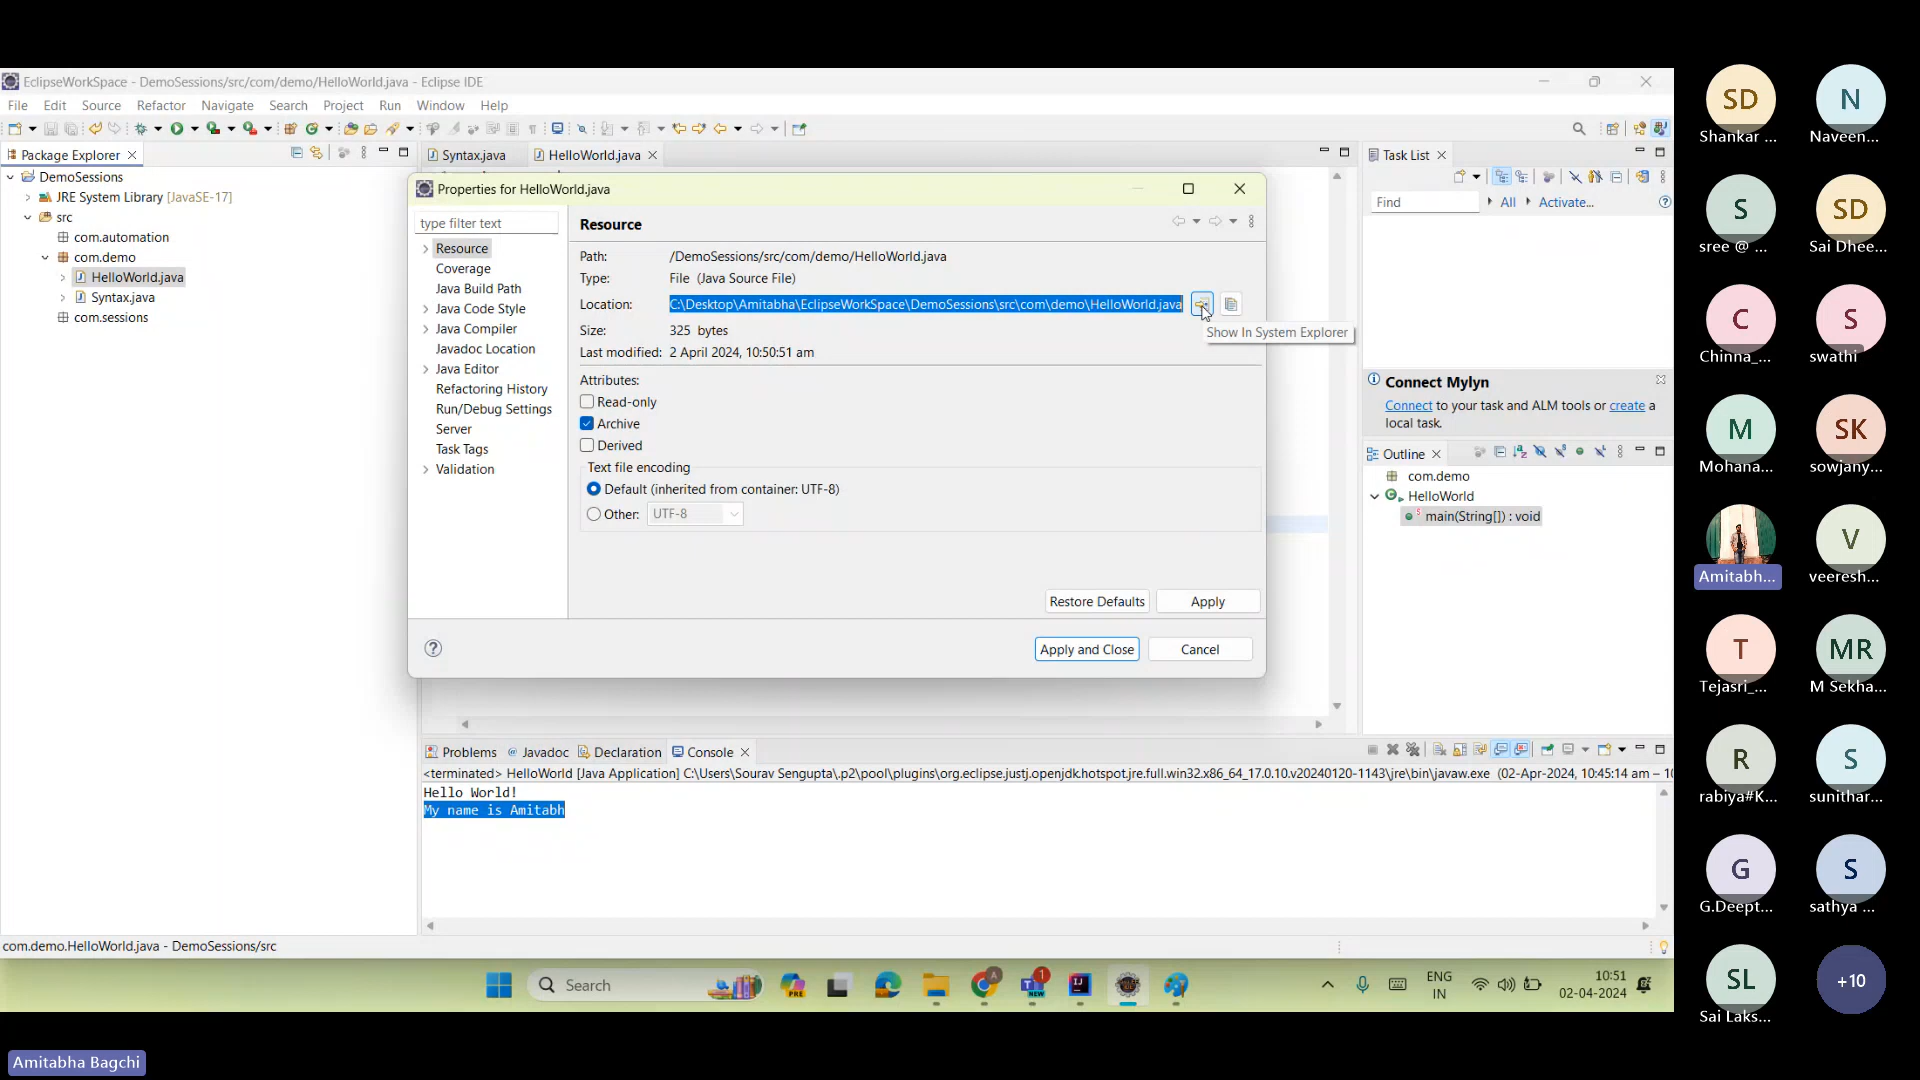 EclipseWorkSpace - DemoSessions/src/com/demo/HelloWorld.java - Eclipse IDE
File Edit Source Refactor Navigate Search Project Run Window Help
Package Explorer
Syntax.java
HelloWorld.java
Task List
DemoSessions
JRE System Library [JavaSE-17]
src
com.automation
com.demo
HelloWorld.java
Syntax.java
com.sessions
Properties for HelloWorld.java
type filter text
Resource
Coverage
Java Build Path
Java Code Style
Java Compiler
Javadoc Location
Java Editor
Refactoring History
Run/Debug Settings
Server
Task Tags
Validation
Resource
Path: /DemoSessions/src/com/demo/HelloWorld.java
Type: File (Java Source File)
Location: C:\Desktop\Amitabha\EclipseWorkSpace\DemoSessions\src\com\demo\HelloWorld.java
Show In System Explorer
Size: 325 bytes
Last modified: 2 April 2024, 10:50:51 am
Attributes:
Read-only
Archive
Derived
Text file encoding
Default (inherited from container: UTF-8)
Other: UTF-8
Restore Defaults
Apply
Apply and Close
Cancel
Find
All
Activate...
Connect Mylyn
Connect to your task and ALM tools or create a
local task.
Outline
com.demo
HelloWorld
main(String[]) : void
Problems
Javadoc
Declaration
Console
<terminated> HelloWorld [Java Application] C:\Users\Sourav Sengupta\.p2\pool\plugins\org.eclipse.justj.openjdk.hotspot.jre.full.win32.x86_64_17.0.10.v20240120-1143\jre\bin\javaw.exe (02-Apr-2024, 10:45:14 am – 10
Hello World!
My name is Amitabh
com.demo.HelloWorld.java - DemoSessions/src
Search
PRE
A
1
NEW
ENG
IN
10:51
02-04-2024
SD
Shankar ...
N
Naveen...
S
sree @ ...
SD
Sai Dhee...
C
Chinna_...
S
swathi
M
Mohana...
SK
sowjany...
Amitabh...
V
veeresh...
T
Tejasri_...
MR
M Sekha...
R
rabiya#K...
S
sunithar...
G
G.Deept...
S
sathya ...
SL
Sai Laks...
+10
Amitabha Bagchi